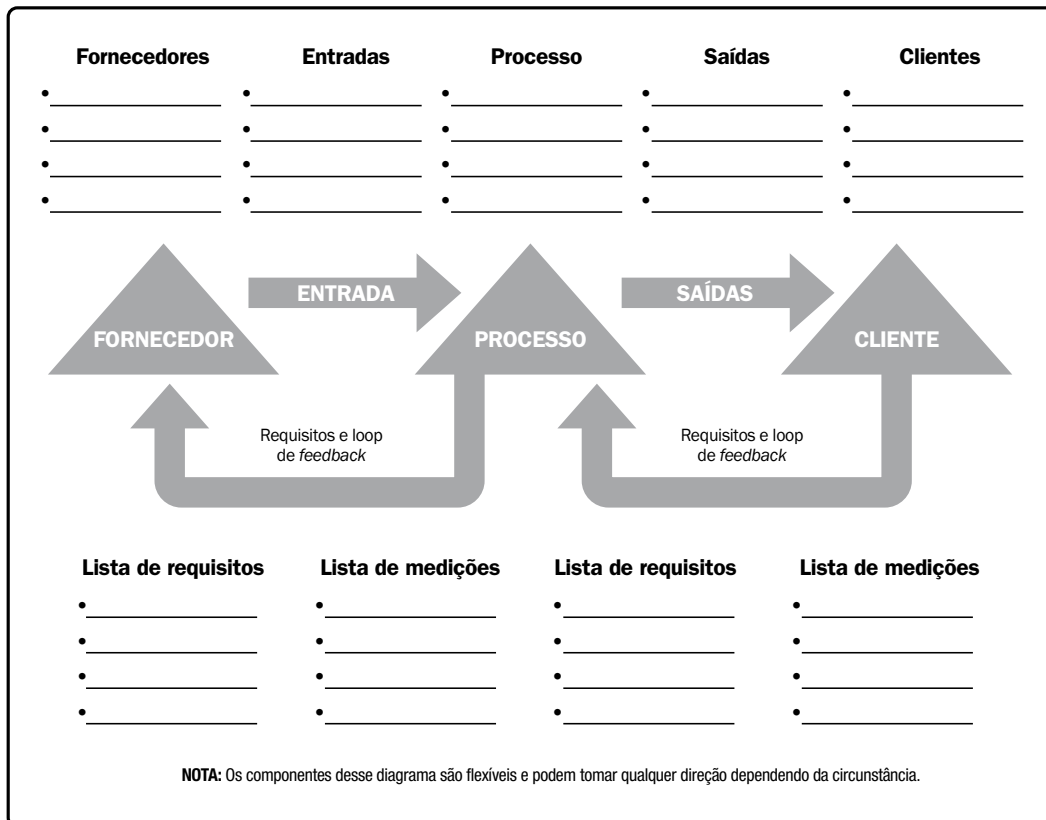 Fornecedores Entradas Processo Saídas Clientes
ENTRADA SAÍDAS
FORNECEDOR PROCESSO CLIENTE
Requisitos e loop
de feedback
Requisitos e loop
de feedback
Lista de requisitos Lista de medições Lista de requisitos Lista de medições
NOTA: Os componentes desse diagrama são flexíveis e podem tomar qualquer direção dependendo da circunstância.